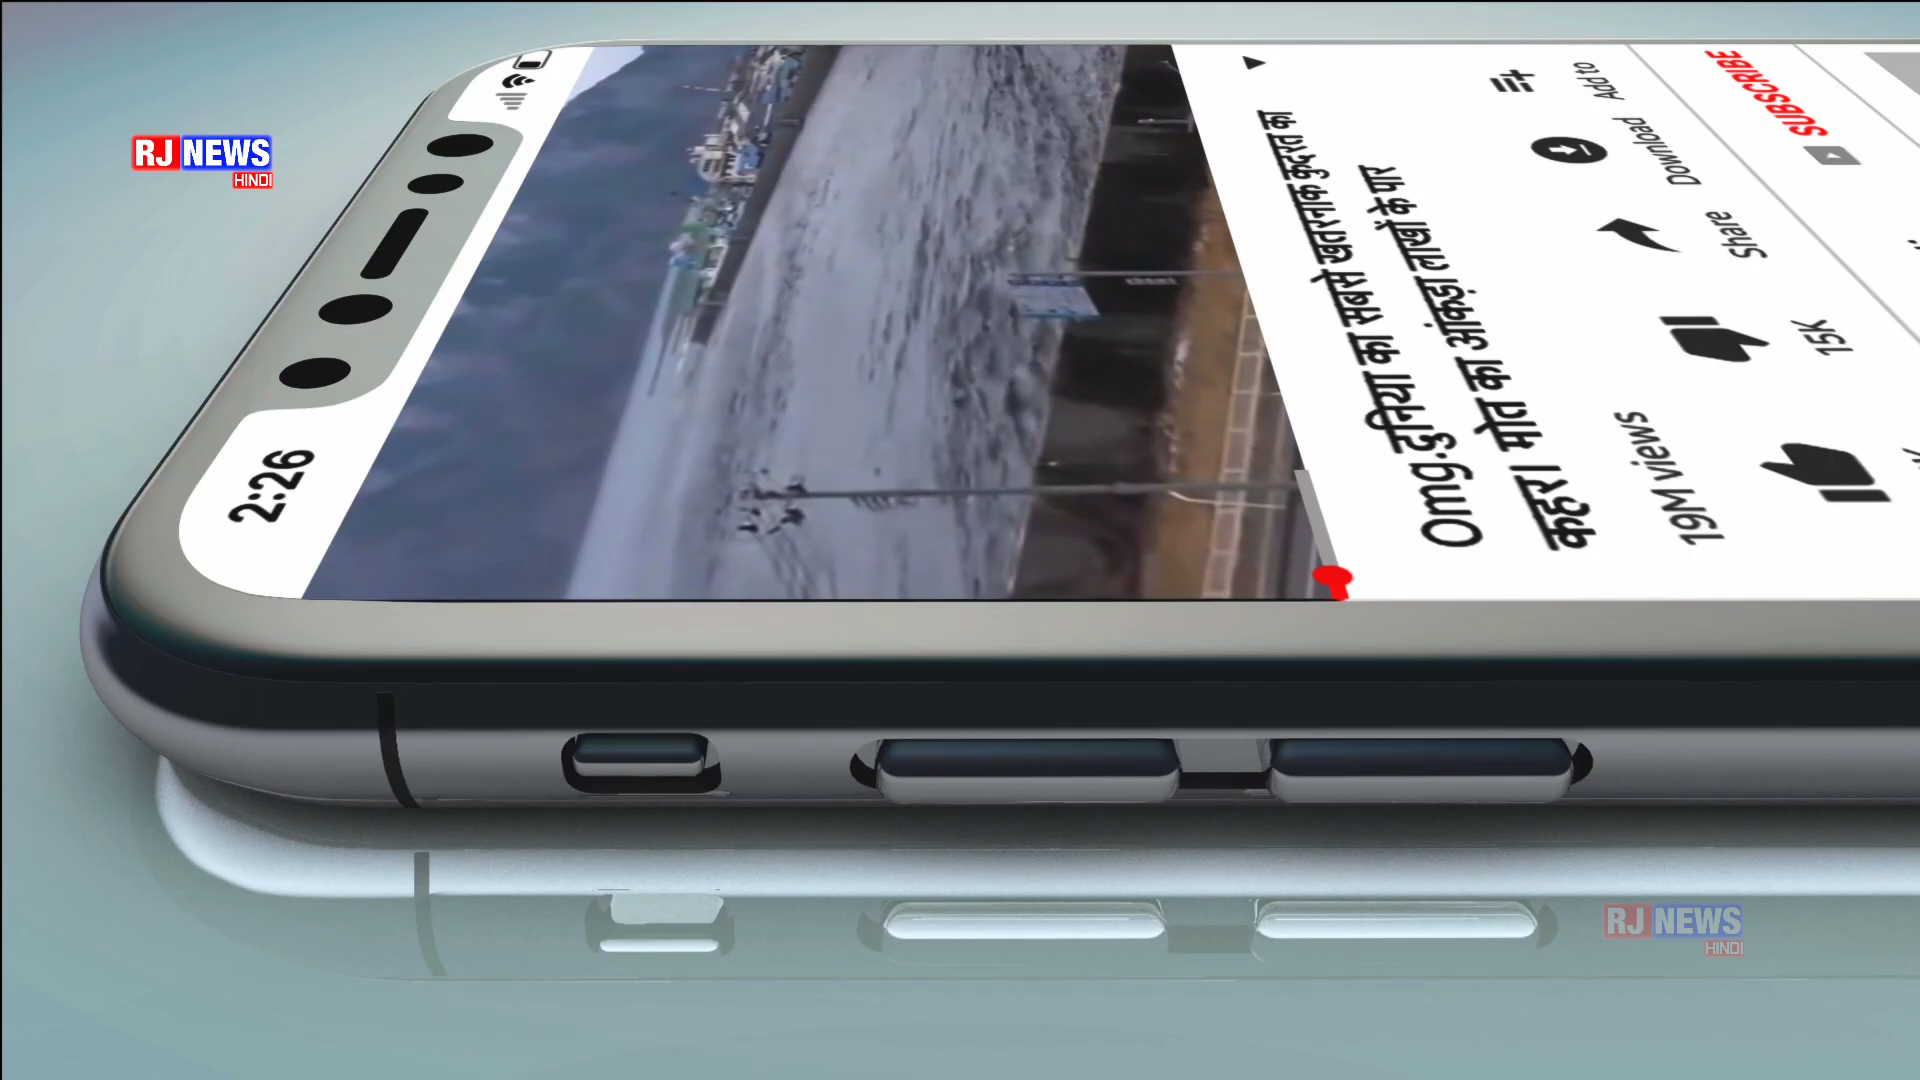 RJ NEWS
HINDI
2:26
Omg.दुनिया का सबसे खतरनाक कुदरत का
कहर। मौत का आंकड़ा लाखों के पार
19M views
15K
Share
Download
Add to
SUBSCRIBE
RJ NEWS
HINDI